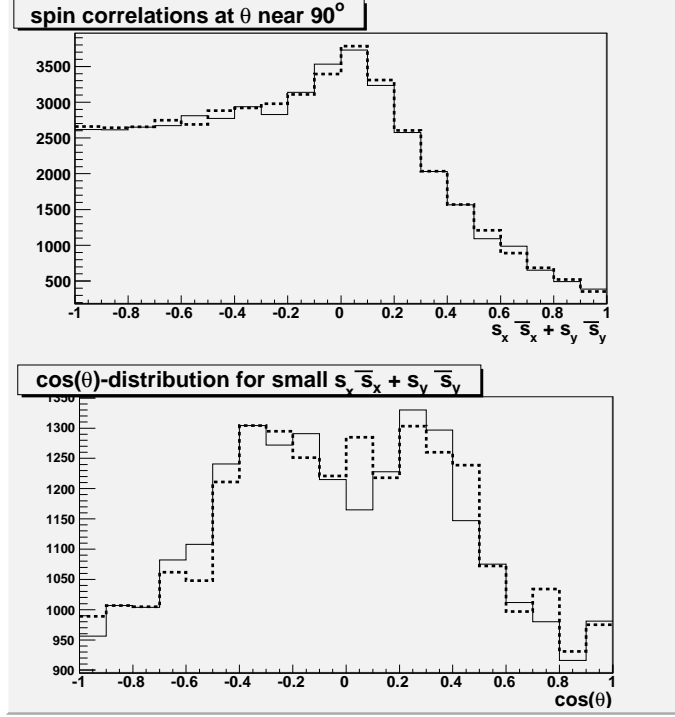 spin correlations at θ near 90°
3500
3000
2500
2000
1500
1000
500
-1 -0.8 -0.6 -0.4 -0.2 0 0.2 0.4 0.6 0.8 1
s_x s̅_x + s_y s̅_y
cos(θ)-distribution for small s_x s̅_x + s_y s̅_y
1350
1300
1250
1200
1150
1100
1050
1000
950
900
-1 -0.8 -0.6 -0.4 -0.2 0 0.2 0.4 0.6 0.8 1
cos(θ)